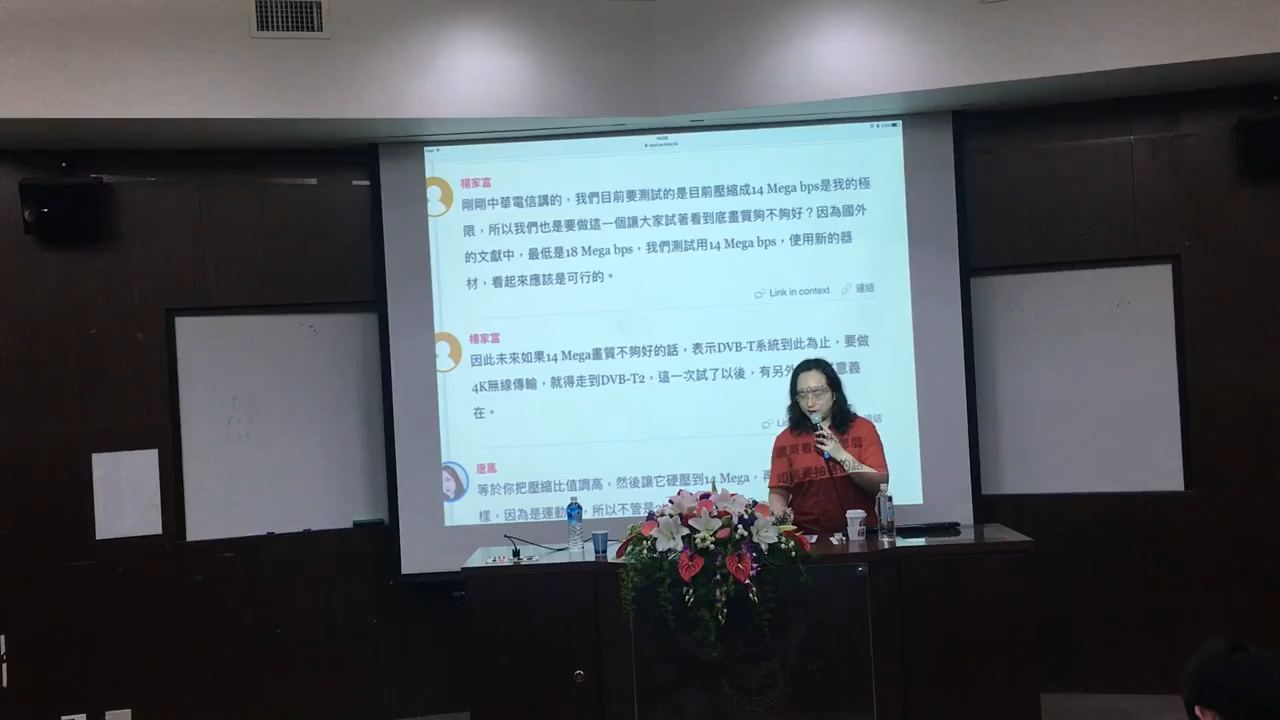 楊家富
剛剛中華電信講的，我們目前要測試的是目前壓縮成14 Mega bps是我的極
限，所以我們也是要做這一個讓大家試著看到底畫質夠不夠好？因為國外
的文獻中，最低是18 Mega bps，我們測試用14 Mega bps，使用新的器
材，看起來應該是可行的。
Link in context 連結
楊家富
因此未來如果14 Mega畫質不夠好的話，表示DVB-T系統到此為止，要做
4K無線傳輸，就得走到DVB-T2，這一次試了以後，有另外 意義
在。
連結
唐鳳
等於你把壓縮比值調高，然後讓它硬壓到14 Mega，再
樣，因為是運動 ，所以不管是